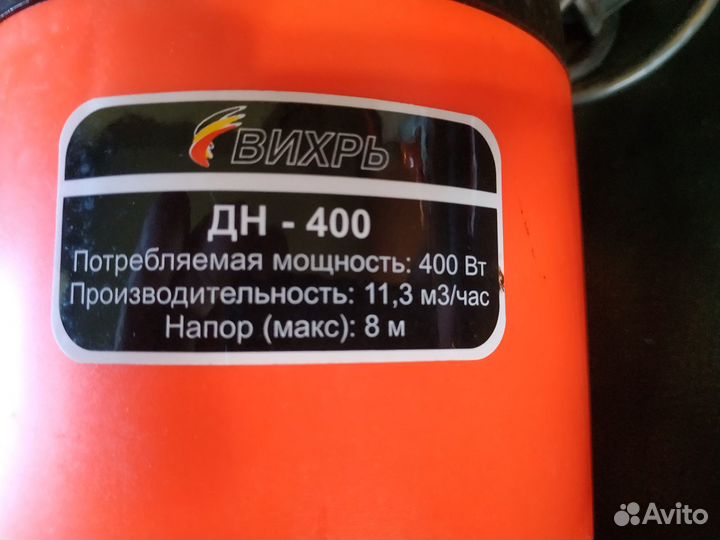 ВИХРЬ
ДН - 400
Потребляемая мощность: 400 Вт
Производительность: 11,3 м3/час
Напор (макс): 8 м
Avito